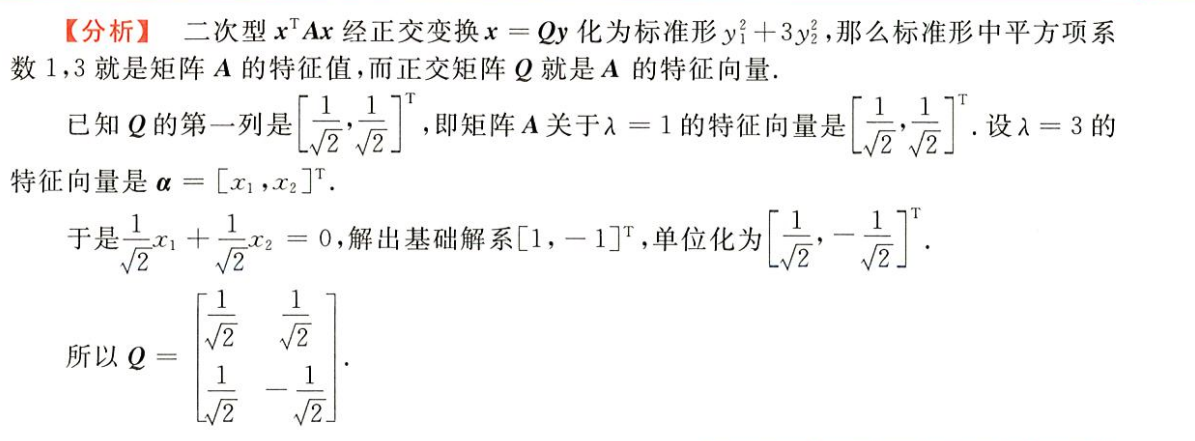 【分析】 二次型 $x^{\mathrm{T}}Ax$ 经正交变换 $x = Qy$ 化为标准形 $y_1^2+3y_2^2$,那么标准形中平方项系
数 1,3 就是矩阵 $A$ 的特征值,而正交矩阵 $Q$ 就是 $A$ 的特征向量.
已知 $Q$ 的第一列是 $\left[\frac{1}{\sqrt{2}},\frac{1}{\sqrt{2}}\right]^{\mathrm{T}}$,即矩阵 $A$ 关于 $\lambda = 1$ 的特征向量是 $\left[\frac{1}{\sqrt{2}},\frac{1}{\sqrt{2}}\right]^{\mathrm{T}}$. 设 $\lambda = 3$ 的
特征向量是 $\alpha = [x_1,x_2]^{\mathrm{T}}$.
于是 $\frac{1}{\sqrt{2}}x_1 + \frac{1}{\sqrt{2}}x_2 = 0$,解出基础解系 $[1,-1]^{\mathrm{T}}$,单位化为 $\left[\frac{1}{\sqrt{2}},-\frac{1}{\sqrt{2}}\right]^{\mathrm{T}}$.
所以 $Q = \begin{bmatrix} \frac{1}{\sqrt{2}} & \frac{1}{\sqrt{2}} \\ \frac{1}{\sqrt{2}} & -\frac{1}{\sqrt{2}} \end{bmatrix}$.